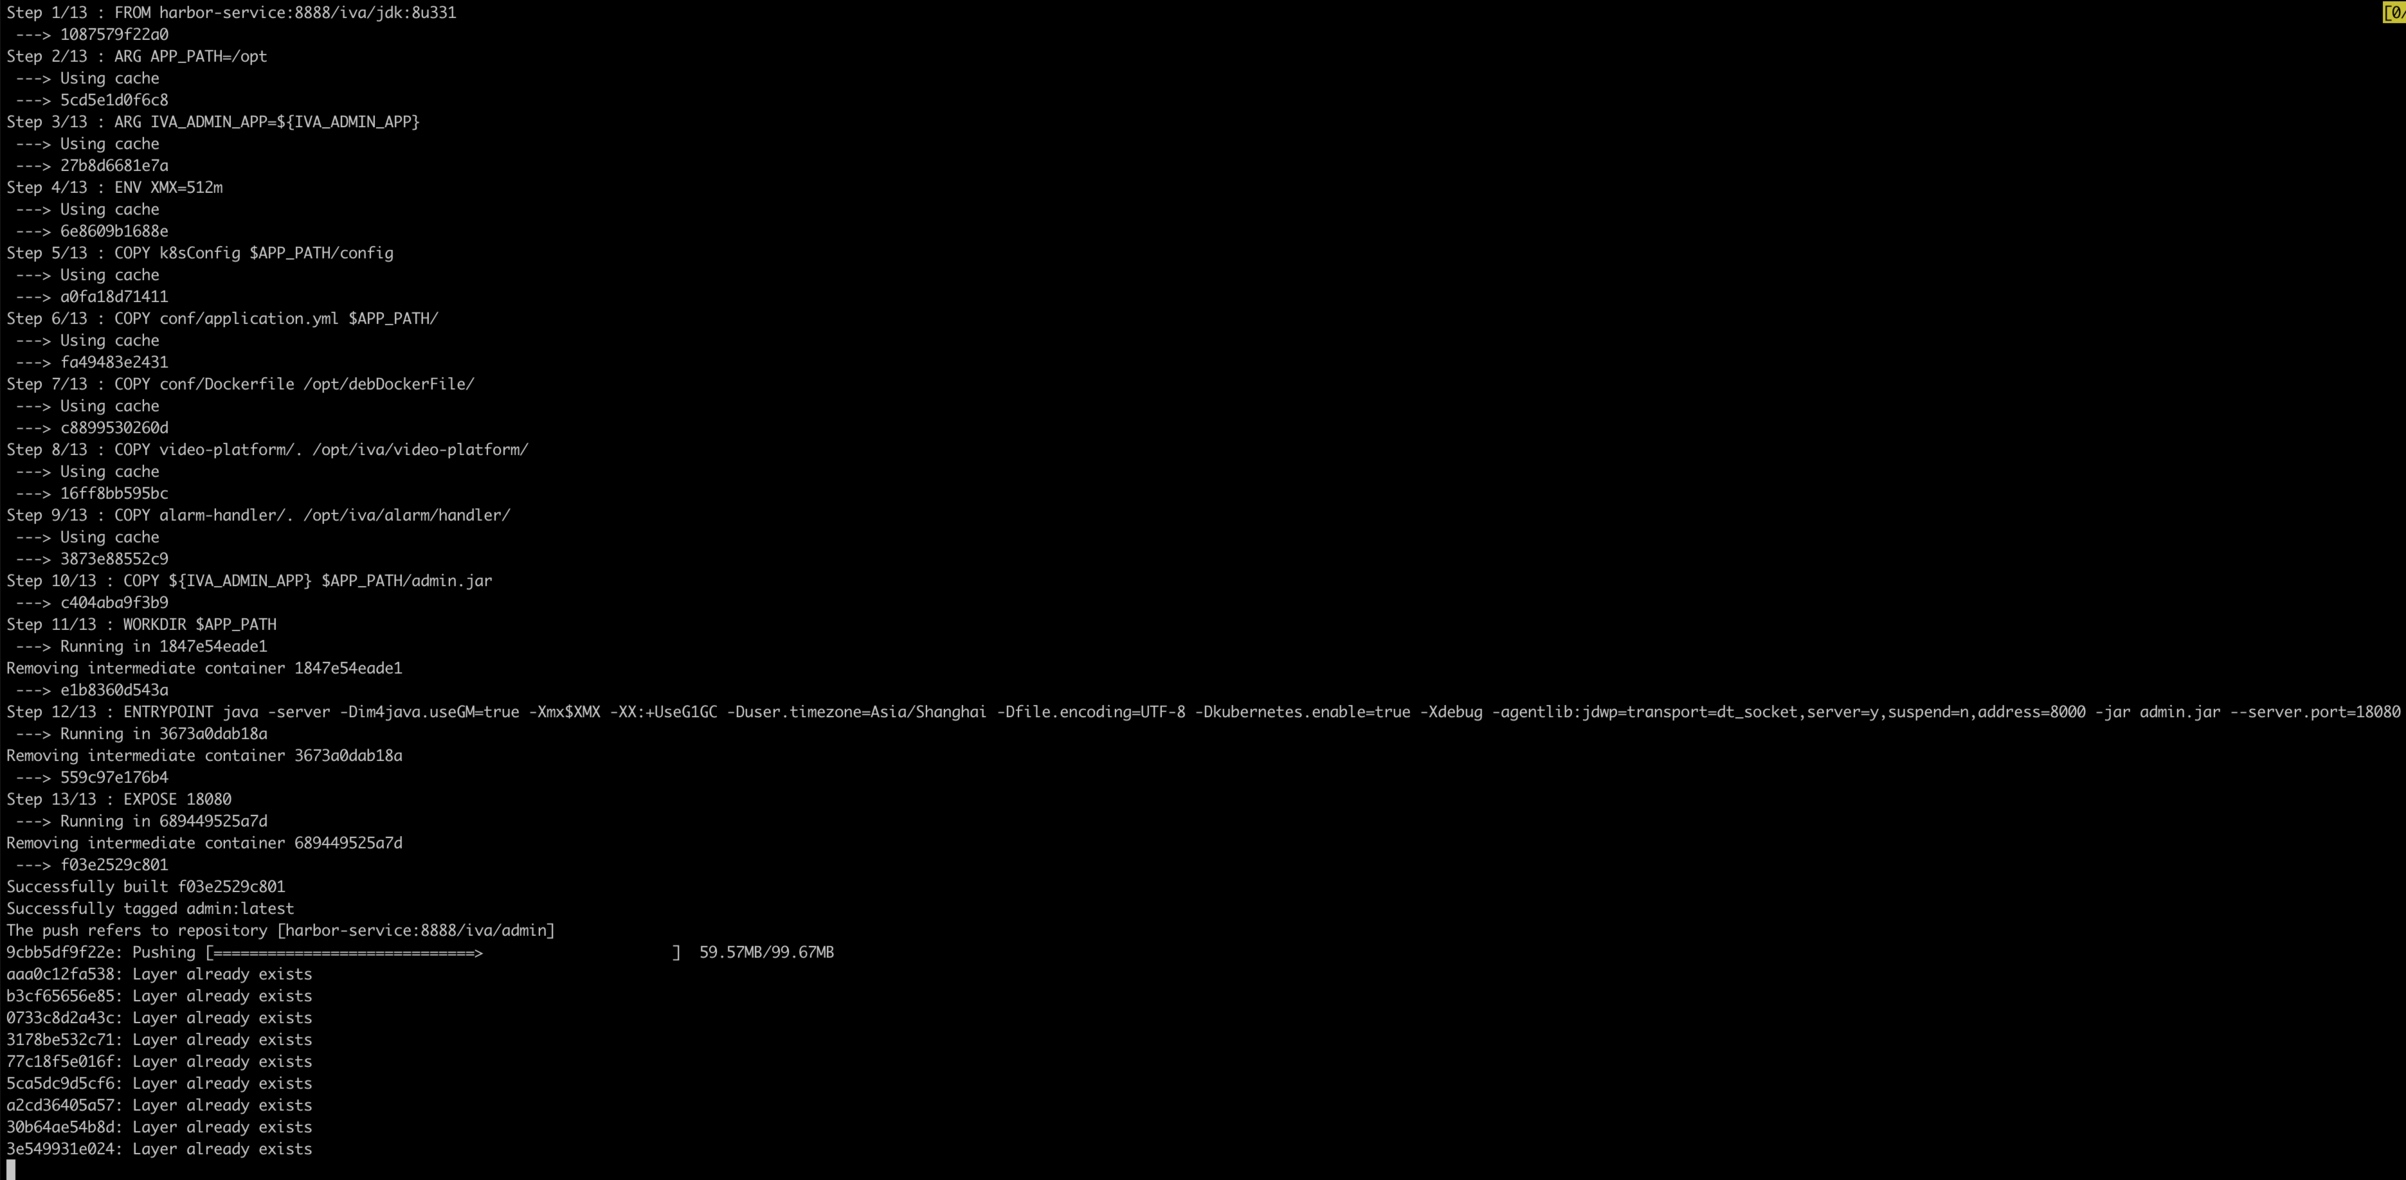 Step 1/13 : FROM harbor-service:8888/iva/jdk:8u331
[0/
 ---> 1087579f22a0
Step 2/13 : ARG APP_PATH=/opt
 ---> Using cache
 ---> 5cd5e1d0f6c8
Step 3/13 : ARG IVA_ADMIN_APP=${IVA_ADMIN_APP}
 ---> Using cache
 ---> 27b8d6681e7a
Step 4/13 : ENV XMX=512m
 ---> Using cache
 ---> 6e8609b1688e
Step 5/13 : COPY k8sConfig $APP_PATH/config
 ---> Using cache
 ---> a0fa18d71411
Step 6/13 : COPY conf/application.yml $APP_PATH/
 ---> Using cache
 ---> fa49483e2431
Step 7/13 : COPY conf/Dockerfile /opt/debDockerFile/
 ---> Using cache
 ---> c8899530260d
Step 8/13 : COPY video-platform/. /opt/iva/video-platform/
 ---> Using cache
 ---> 16ff8bb595bc
Step 9/13 : COPY alarm-handler/. /opt/iva/alarm/handler/
 ---> Using cache
 ---> 3873e88552c9
Step 10/13 : COPY ${IVA_ADMIN_APP} $APP_PATH/admin.jar
 ---> c404aba9f3b9
Step 11/13 : WORKDIR $APP_PATH
 ---> Running in 1847e54eade1
Removing intermediate container 1847e54eade1
 ---> e1b8360d543a
Step 12/13 : ENTRYPOINT java -server -Dim4java.useGM=true -Xmx$XMX -XX:+UseG1GC -Duser.timezone=Asia/Shanghai -Dfile.encoding=UTF-8 -Dkubernetes.enable=true -Xdebug -agentlib:jdwp=transport=dt_socket,server=y,suspend=n,address=8000 -jar admin.jar --server.port=18080
 ---> Running in 3673a0dab18a
Removing intermediate container 3673a0dab18a
 ---> 559c97e176b4
Step 13/13 : EXPOSE 18080
 ---> Running in 689449525a7d
Removing intermediate container 689449525a7d
 ---> f03e2529c801
Successfully built f03e2529c801
Successfully tagged admin:latest
The push refers to repository [harbor-service:8888/iva/admin]
9cbb5df9f22e: Pushing [=============================>                     ]  59.57MB/99.67MB
aaa0c12fa538: Layer already exists
b3cf65656e85: Layer already exists
0733c8d2a43c: Layer already exists
3178be532c71: Layer already exists
77c18f5e016f: Layer already exists
5ca5dc9d5cf6: Layer already exists
a2cd36405a57: Layer already exists
30b64ae54b8d: Layer already exists
3e549931e024: Layer already exists